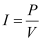 I = P/V